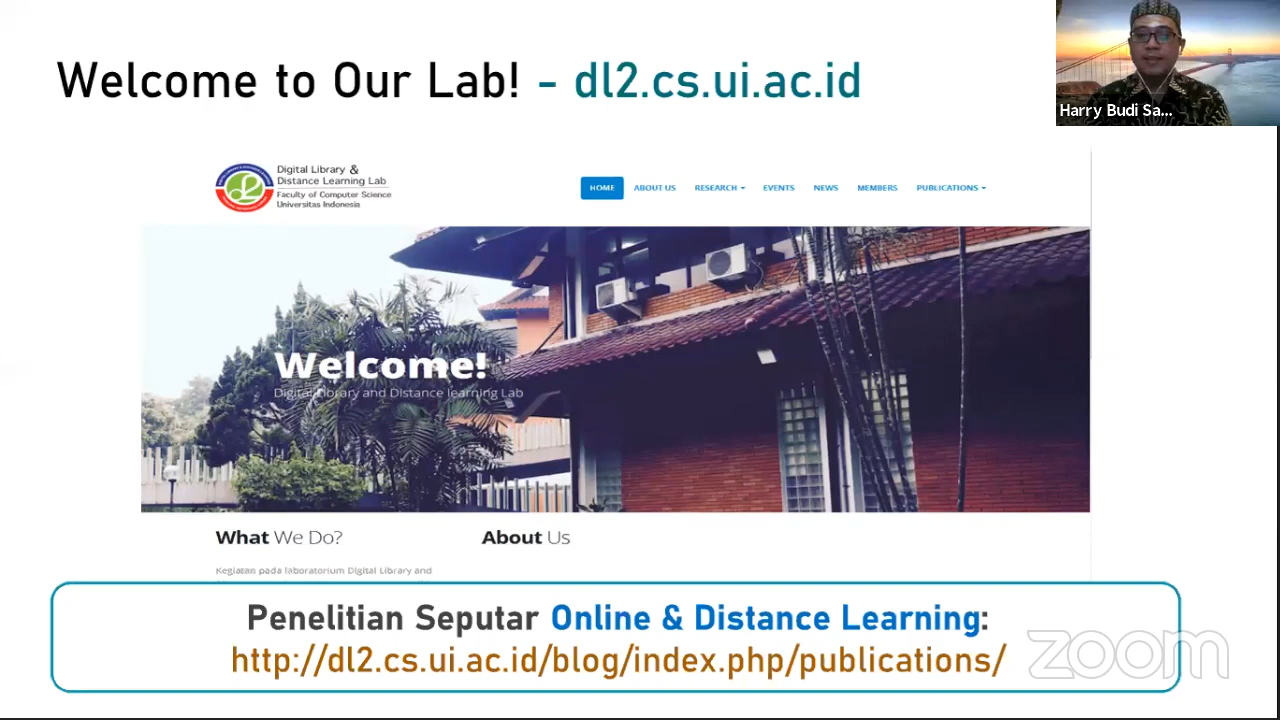 Welcome to Our Lab! - dl2.cs.ui.ac.id
Harry Budi Sa...
Digital Library &
Distance Learning Lab
Faculty of Computer Science
Universitas Indonesia
HOME ABOUT US RESEARCH EVENTS NEWS MEMBERS PUBLICATIONS
Welcome!
Digital Library and Distance learning Lab
What We Do?
About Us
Kegiatan pada laboratorium Digital Library and
Penelitian Seputar Online & Distance Learning:
http://dl2.cs.ui.ac.id/blog/index.php/publications/
zoom